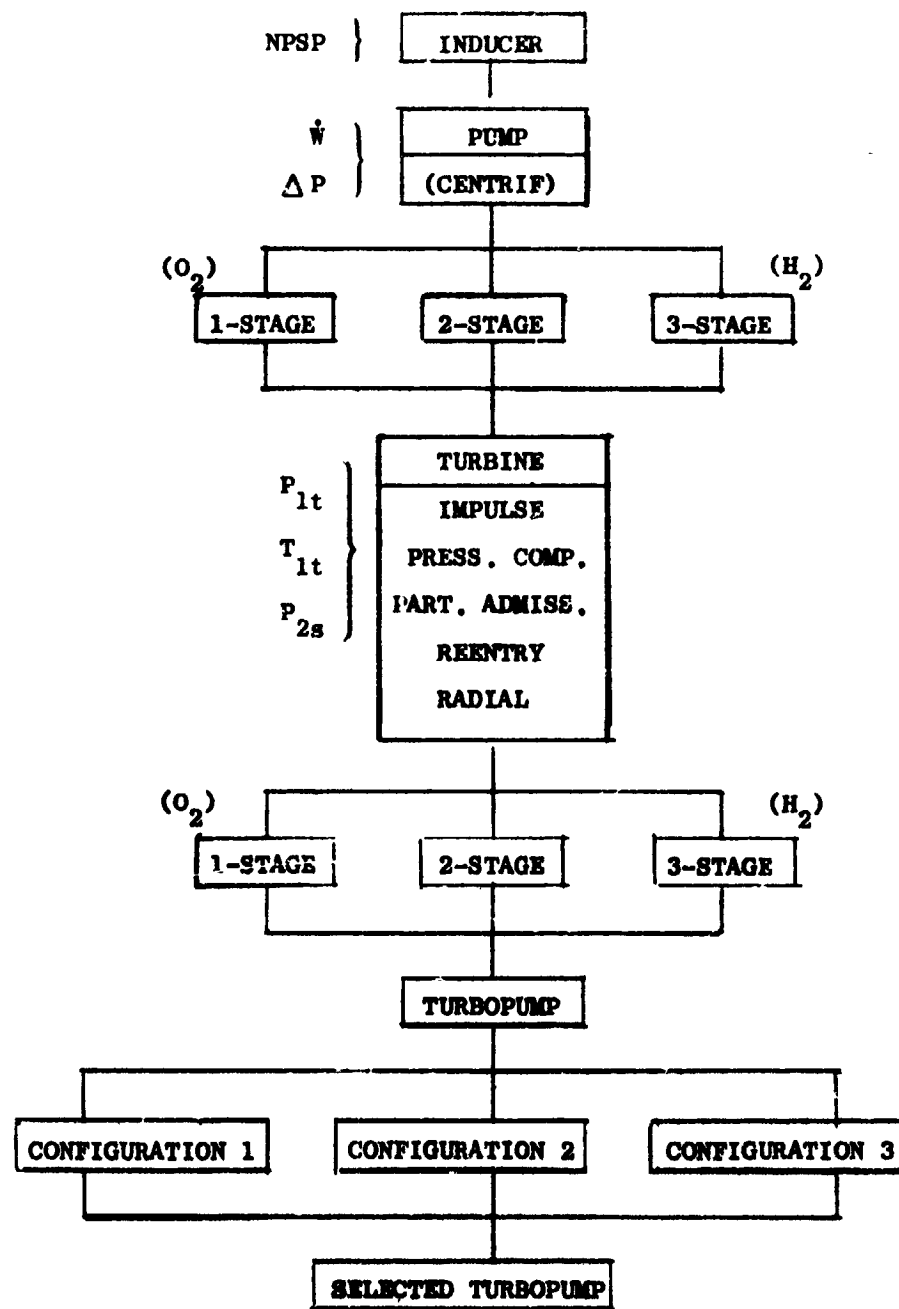 NPSP } INDUCER
Ẇ } PUMP
ΔP (CENTRIF)
(O₂) (H₂)
1-STAGE 2-STAGE 3-STAGE
TURBINE
P₁ₜ IMPULSE
T₁ₜ } PRESS. COMP.
P₂ₛ PART. ADMISS.
REENTRY
RADIAL
(O₂) (H₂)
1-STAGE 2-STAGE 3-STAGE
TURBOPUMP
CONFIGURATION 1 CONFIGURATION 2 CONFIGURATION 3
SELECTED TURBOPUMP